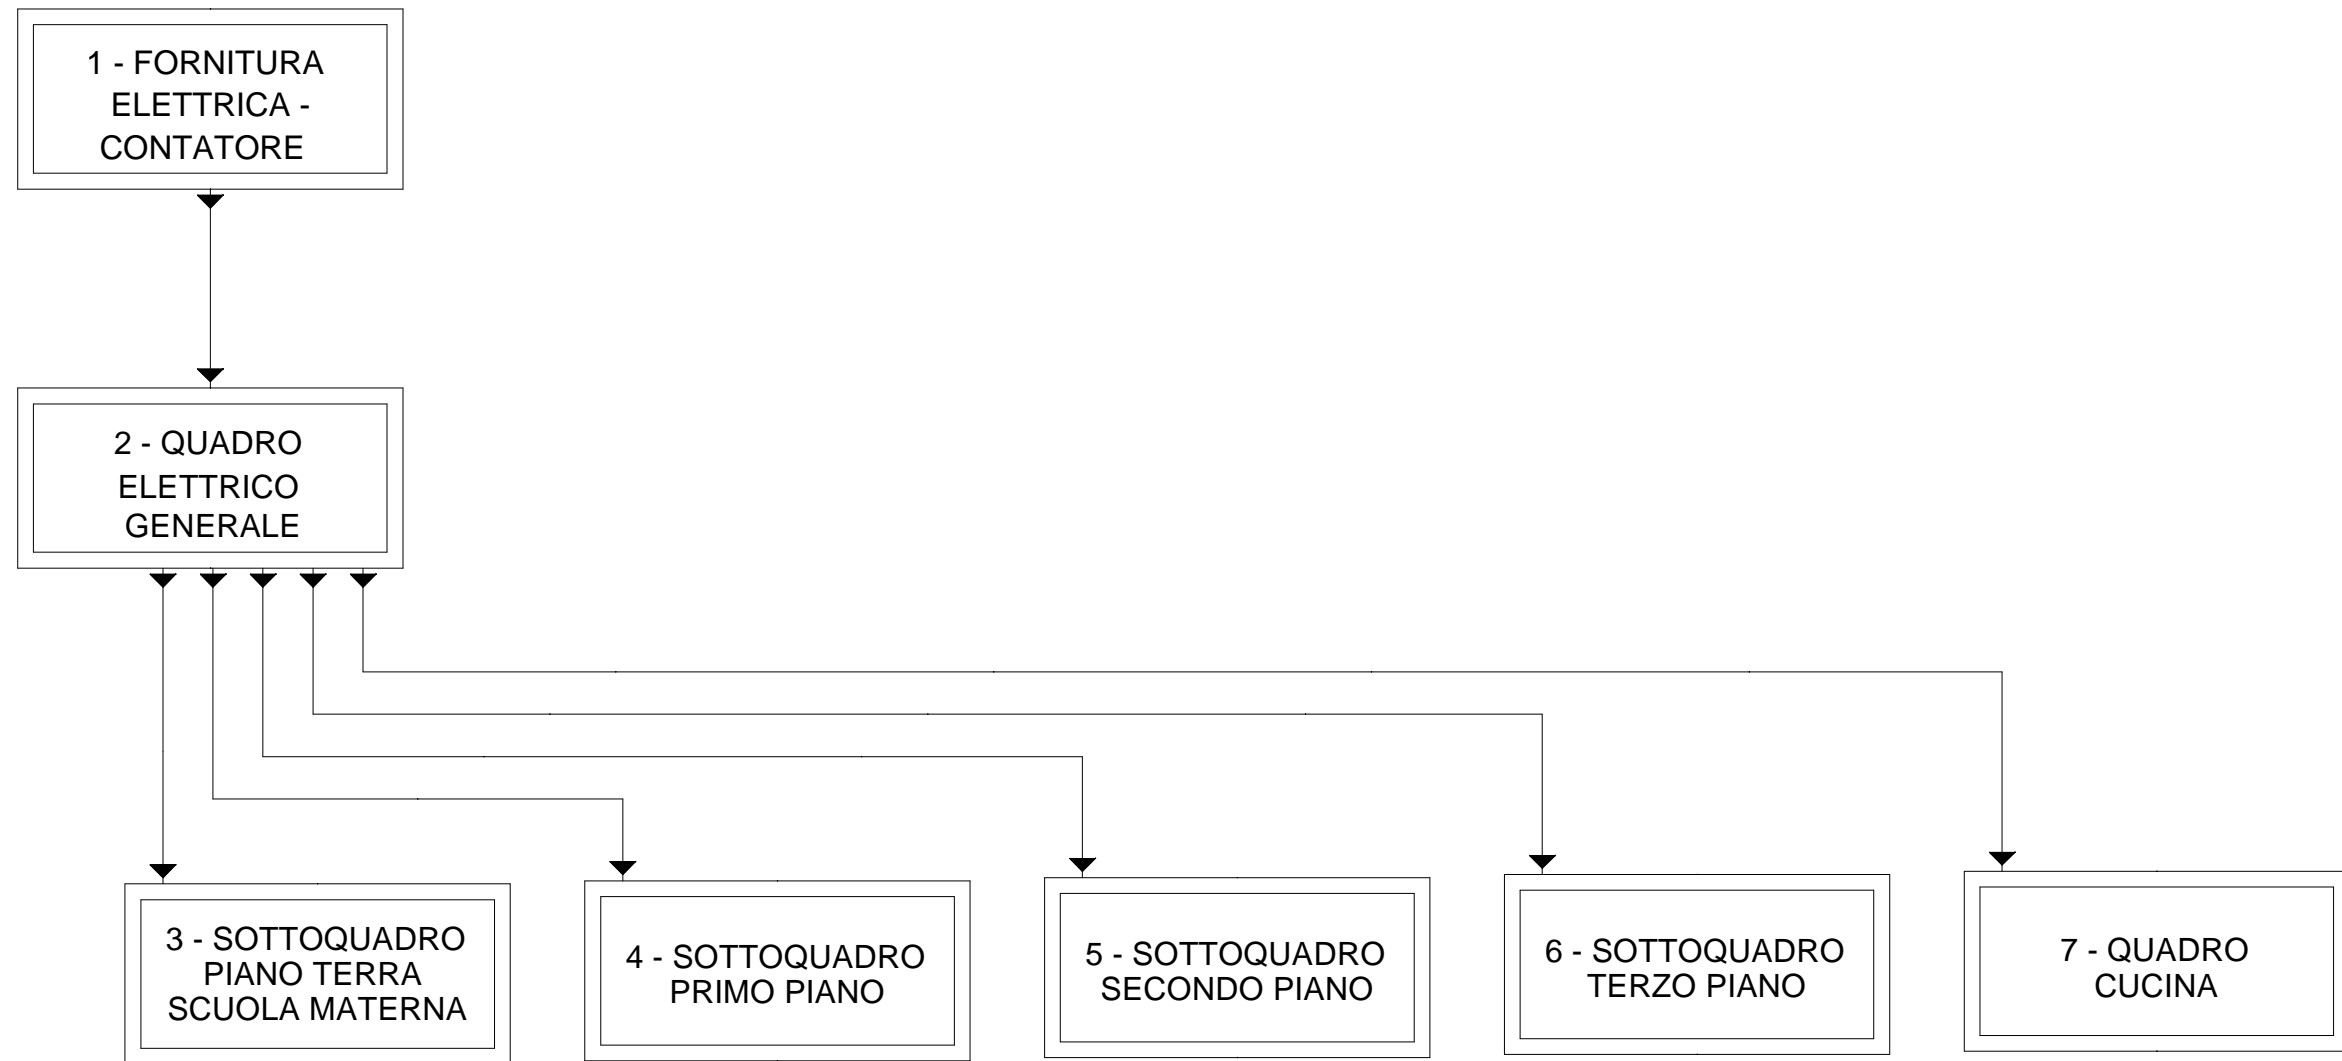 1 - FORNITURA
ELETTRICA -
CONTATORE
2 - QUADRO
ELETTRICO
GENERALE
3 - SOTTOQUADRO
PIANO TERRA
SCUOLA MATERNA
4 - SOTTOQUADRO
PRIMO PIANO
5 - SOTTOQUADRO
SECONDO PIANO
6 - SOTTOQUADRO
TERZO PIANO
7 - QUADRO
CUCINA